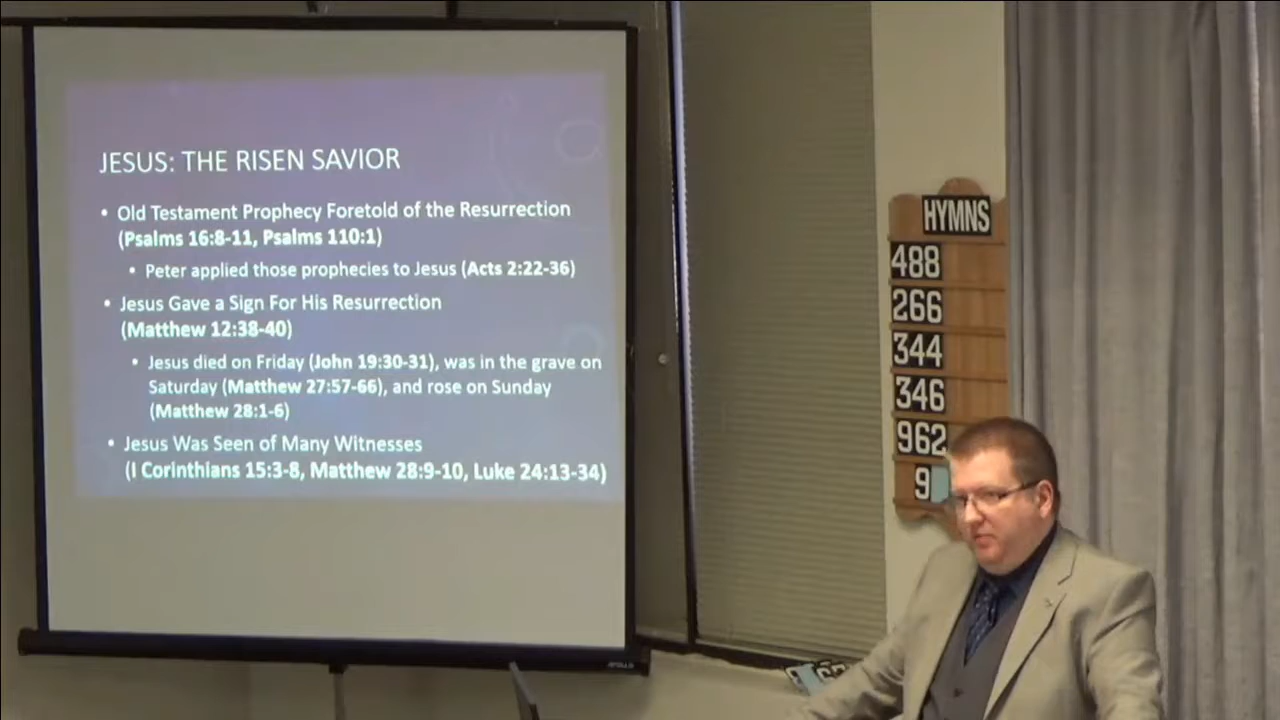 JESUS: THE RISEN SAVIOR
• Old Testament Prophecy Foretold of the Resurrection
(Psalms 16:8-11, Psalms 110:1)
• Peter applied those prophecies to Jesus (Acts 2:22-36)
• Jesus Gave a Sign For His Resurrection
(Matthew 12:38-40)
• Jesus died on Friday (John 19:30-31), was in the grave on
Saturday (Matthew 27:57-66), and rose on Sunday
(Matthew 28:1-6)
• Jesus Was Seen of Many Witnesses
(I Corinthians 15:3-8, Matthew 28:9-10, Luke 24:13-34)
APOLLO
HYMNS
488
266
344
346
962
9